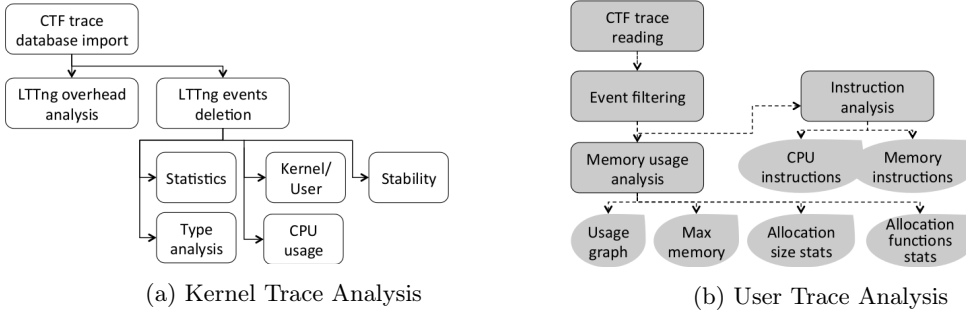 CTF trace
database import
LTTng overhead
analysis
LTTng events
deletion
Statistics
Kernel/
User
Stability
Type
analysis
CPU
usage
(a) Kernel Trace Analysis
CTF trace
reading
Event filtering
Instruction
analysis
Memory usage
analysis
CPU
instructions
Memory
instructions
Usage
graph
Max
memory
Allocation
size stats
Allocation
functions
stats
(b) User Trace Analysis